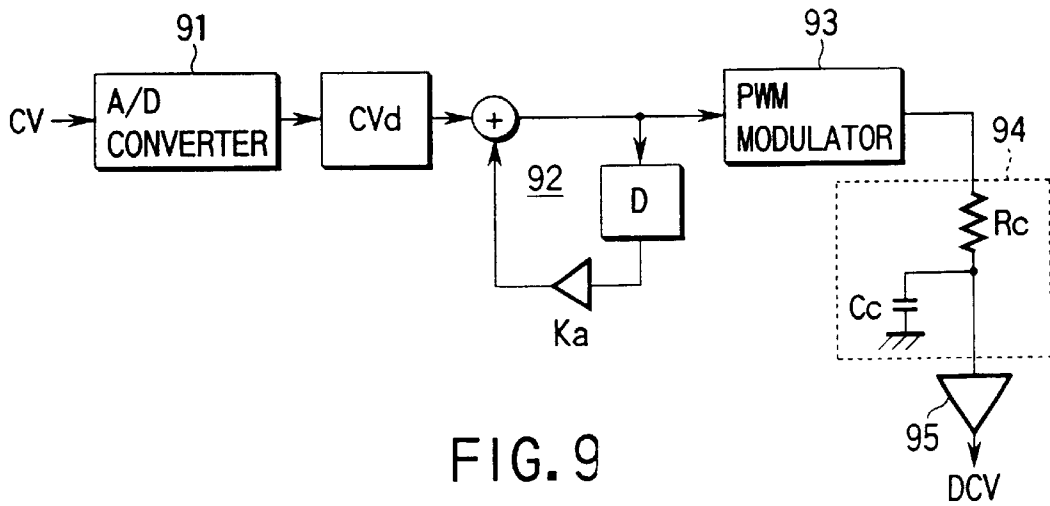 91
93
CV
A/D
CONVERTER
CVd
+
PWM
MODULATOR
94
92
D
Rc
Ka
Cc
95
FIG. 9
DCV